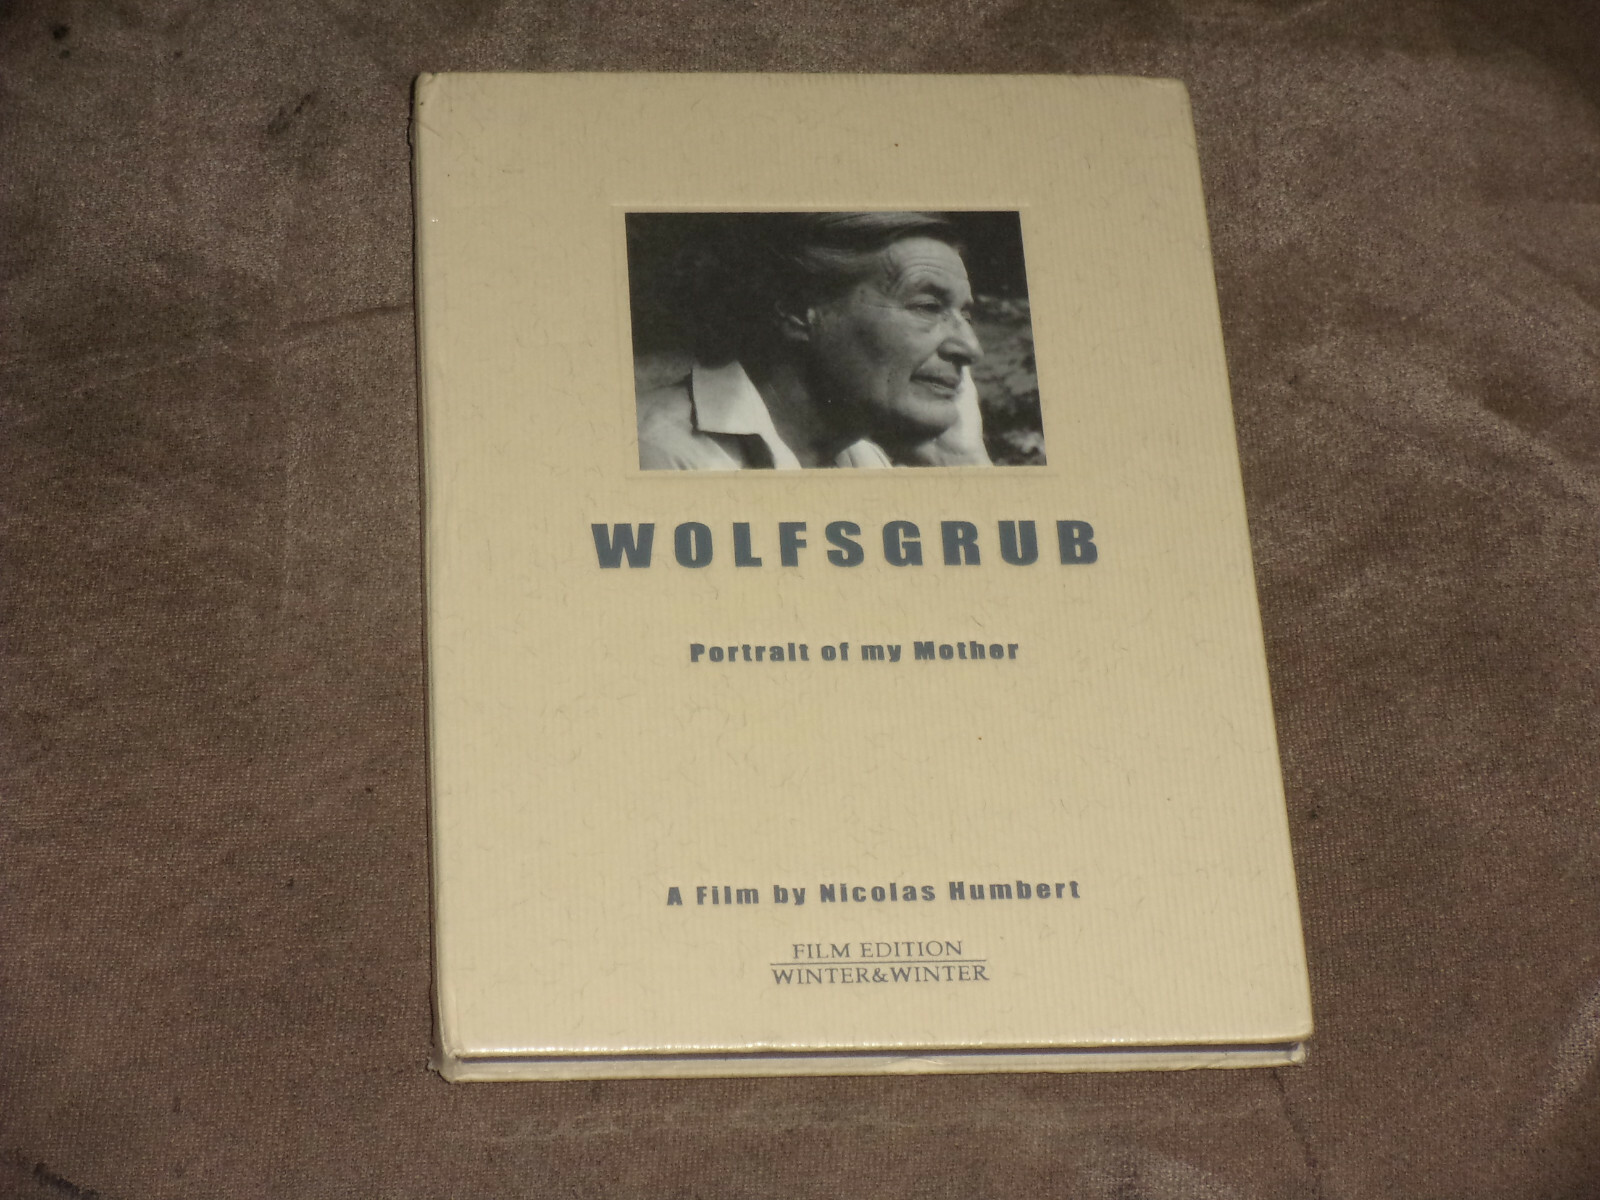 WOLFSGRUB
Portrait of my Mother
A Film by Nicolas Humbert
FILM EDITION
WINTER&WINTER